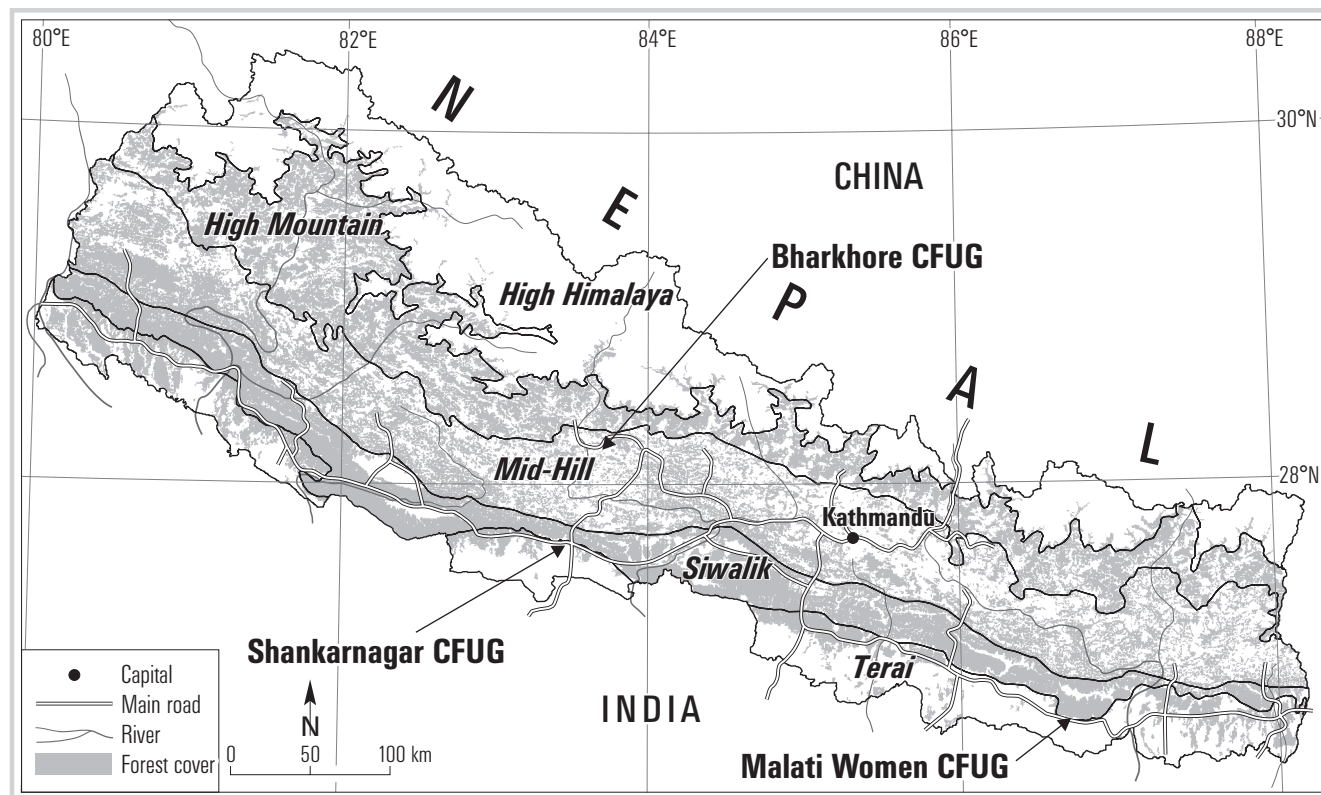 80°E
82°E
84°E
86°E
88°E
30°N
28°N
N
E
P
A
L
CHINA
High Mountain
Bharkhore CFUG
High Himalaya
Mid-Hill
Kathmandu
Siwalik
Shankarnagar CFUG
Terai
INDIA
Malati Women CFUG
Capital
Main road
River
Forest cover
N
0 50 100 km